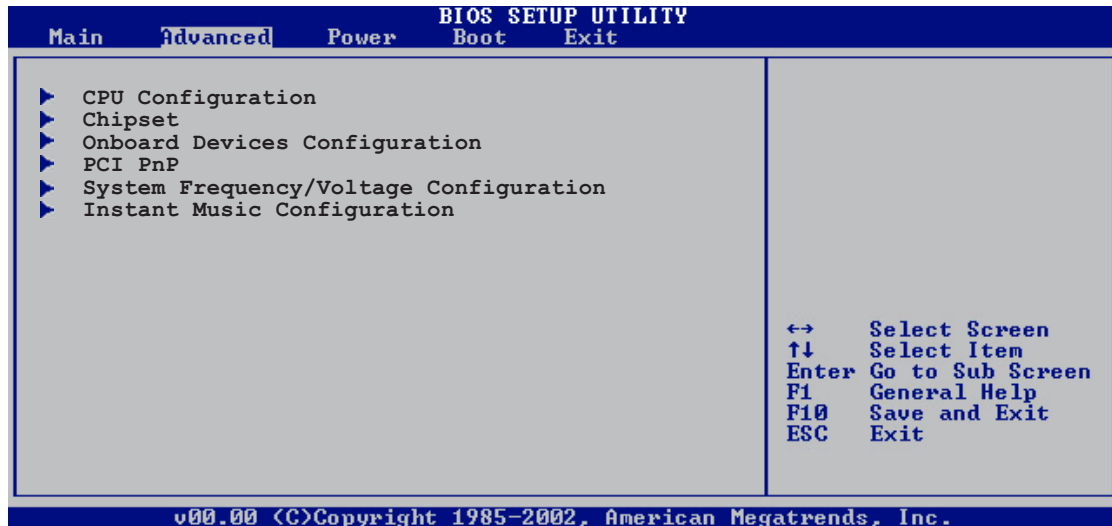 BIOS SETUP UTILITY
Main Advanced Power Boot Exit
CPU Configuration
Chipset
Onboard Devices Configuration
PCI PnP
System Frequency/Voltage Configuration
Instant Music Configuration
←→ Select Screen
↑↓ Select Item
Enter Go to Sub Screen
F1 General Help
F10 Save and Exit
ESC Exit
v00.00 (C)Copyright 1985-2002, American Megatrends, Inc.